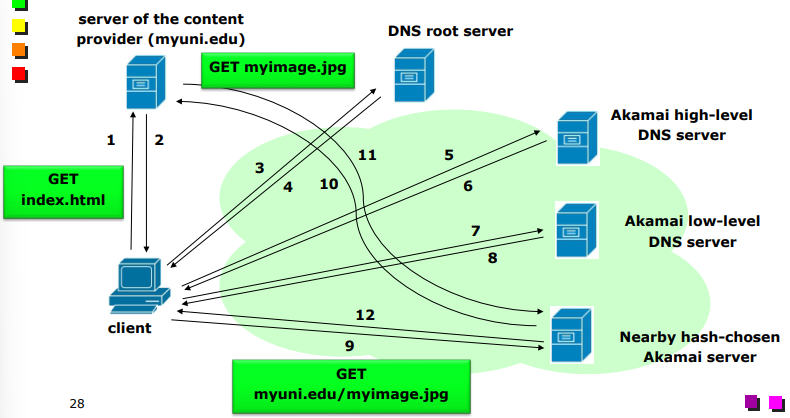 server of the content
provider (myuni.edu)
DNS root server
GET myimage.jpg
Akamai high-level
DNS server
1
2
3
4
11
10
5
6
GET
index.html
Akamai low-level
DNS server
7
8
client
12
9
Nearby hash-chosen
Akamai server
GET
myuni.edu/myimage.jpg
28